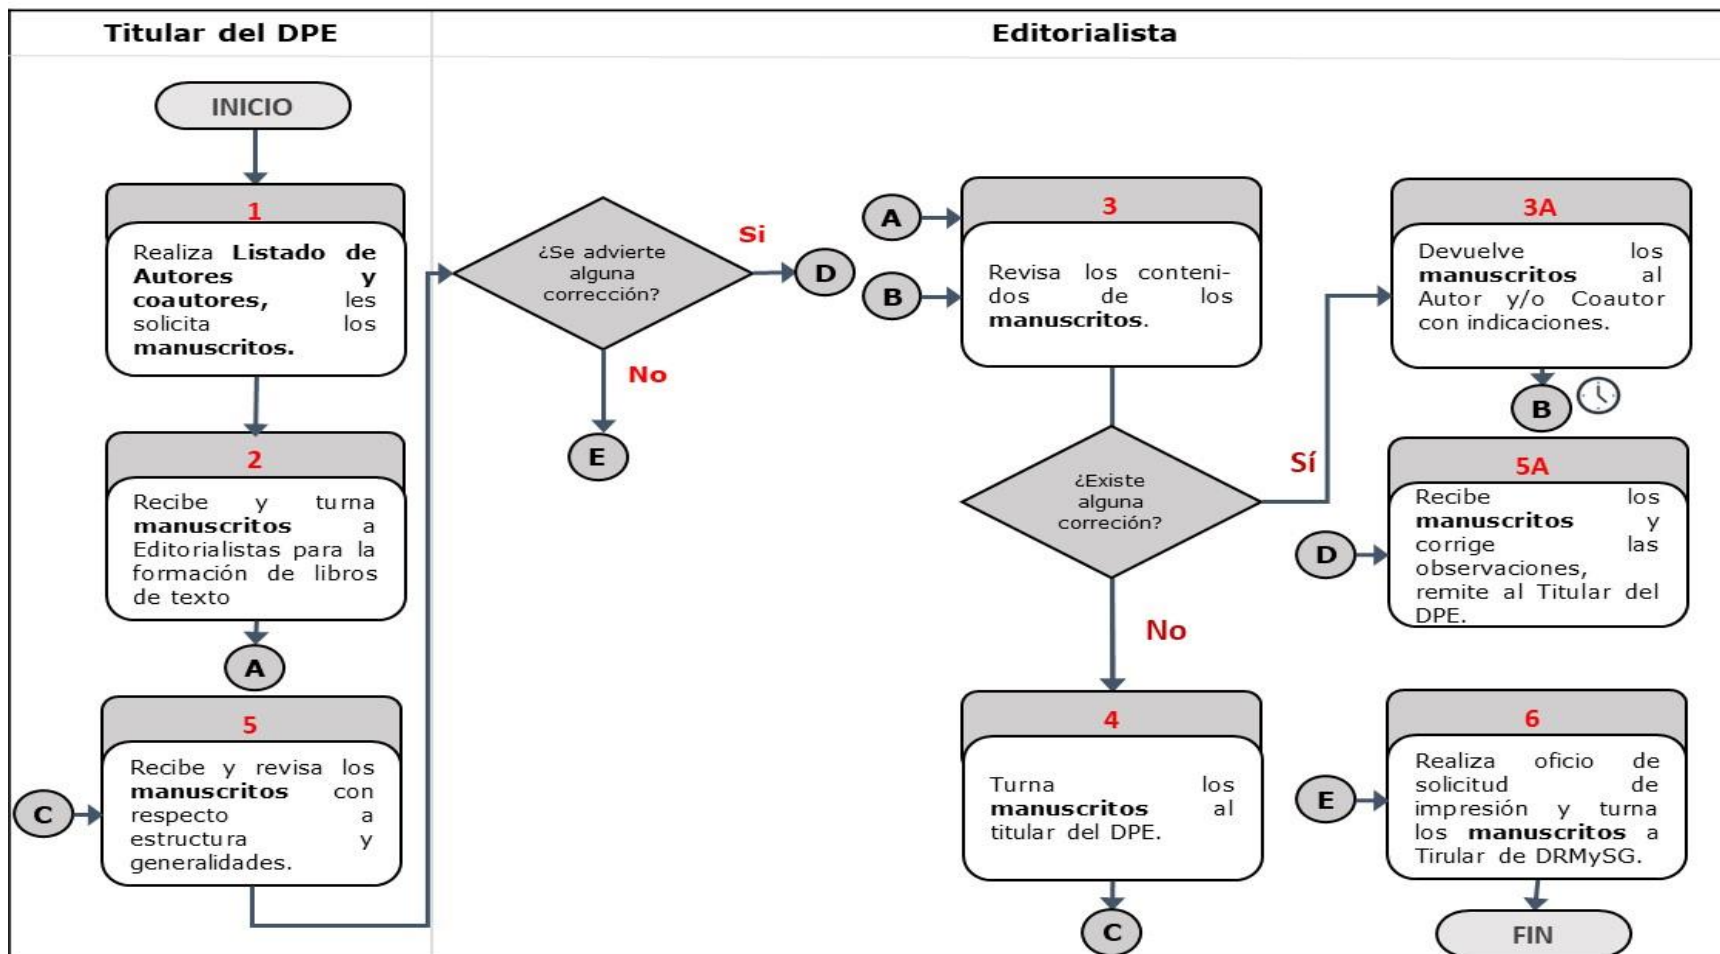 Titular del DPE
Editorialista
INICIO
1
Realiza Listado de
Autores y
coautores, les
solicita los
manuscritos.
2
Recibe y turna
manuscritos a
Editorialistas para la
formación de libros
de texto
A
5
C
Recibe y revisa los
manuscritos con
respecto a
estructura y
generalidades.
¿Se advierte
alguna
corrección?
Si
D
No
E
A
B
3
Revisa los conteni-
dos de los
manuscritos.
¿Existe
alguna
correción?
Sí
No
4
Turna los
manuscritos al
titular del DPE.
C
3A
Devuelve los
manuscritos al
Autor y/o Coautor
con indicaciones.
B
5A
D
Recibe los
manuscritos y
corrige las
observaciones,
remite al Titular del
DPE.
6
E
Realiza oficio de
solicitud de
impresión y turna
los manuscritos a
Tirular de DRMySG.
FIN